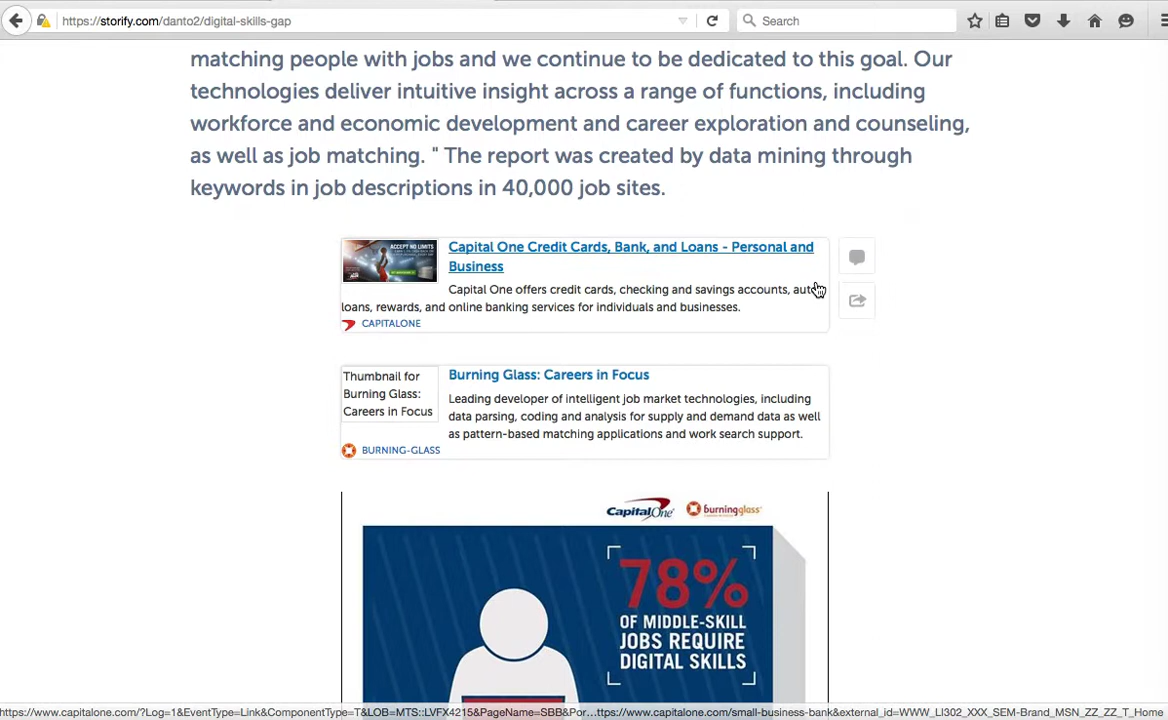 https://storify.com/danto2/digital-skills-gap
Search
matching people with jobs and we continue to be dedicated to this goal. Our
technologies deliver intuitive insight across a range of functions, including
workforce and economic development and career exploration and counseling,
as well as job matching. " The report was created by data mining through
keywords in job descriptions in 40,000 job sites.
ACCEPT NO LIMITS
Capital One Credit Cards, Bank, and Loans - Personal and
Business
Capital One offers credit cards, checking and savings accounts, auto
loans, rewards, and online banking services for individuals and businesses.
CAPITALONE
Thumbnail for
Burning Glass:
Careers in Focus
Burning Glass: Careers in Focus
Leading developer of intelligent job market technologies, including
data parsing, coding and analysis for supply and demand data as well
as pattern-based matching applications and work search support.
BURNING-GLASS
CapitalOne
burningglass
78%
OF MIDDLE-SKILL
JOBS REQUIRE
DIGITAL SKILLS
https://www.capitalone.com/?Log=1&EventType=Link&ComponentType=T&LOB=MTS::LVFX4215&PageName=SBB&Por...ttps://www.capitalone.com/small-business-bank&external_id=WWW_LI302_XXX_SEM-Brand_MSN_ZZ_ZZ_T_Home